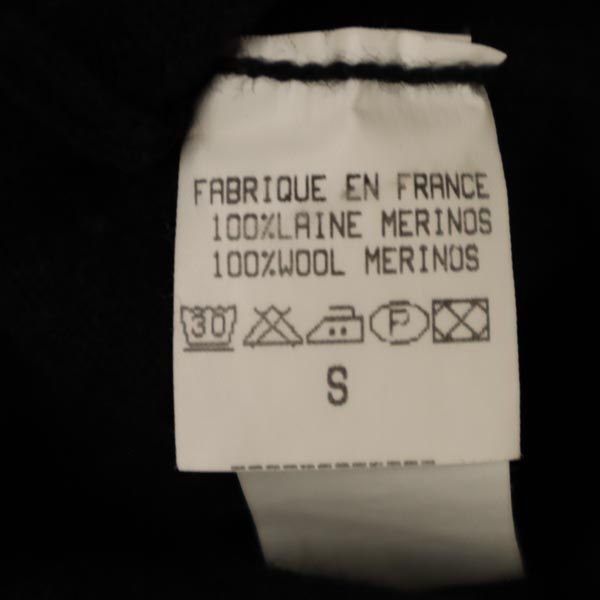 FABRIQUE EN FRANCE
100%LAINE MERINOS
100%WOOL MERINOS
30 P
S